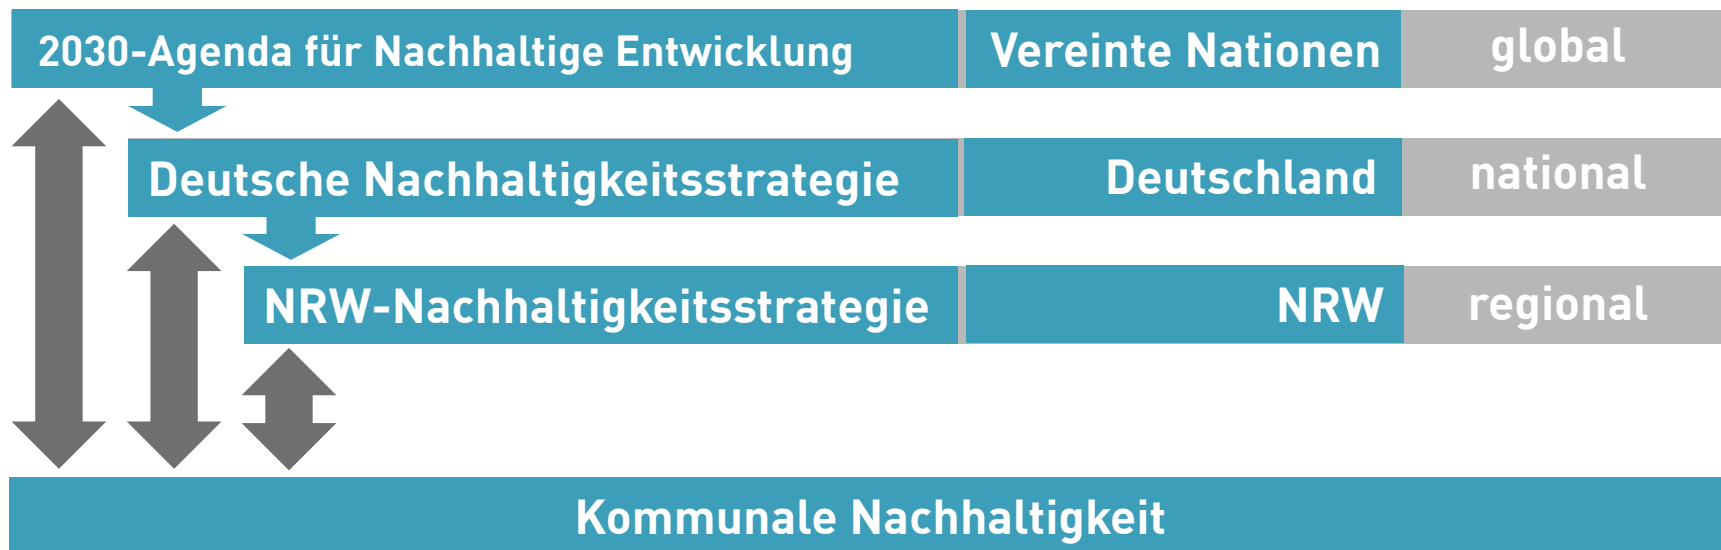 2030-Agenda für Nachhaltige Entwicklung Vereinte Nationen global
Deutsche Nachhaltigkeitsstrategie Deutschland national
NRW-Nachhaltigkeitsstrategie NRW regional
Kommunale Nachhaltigkeit